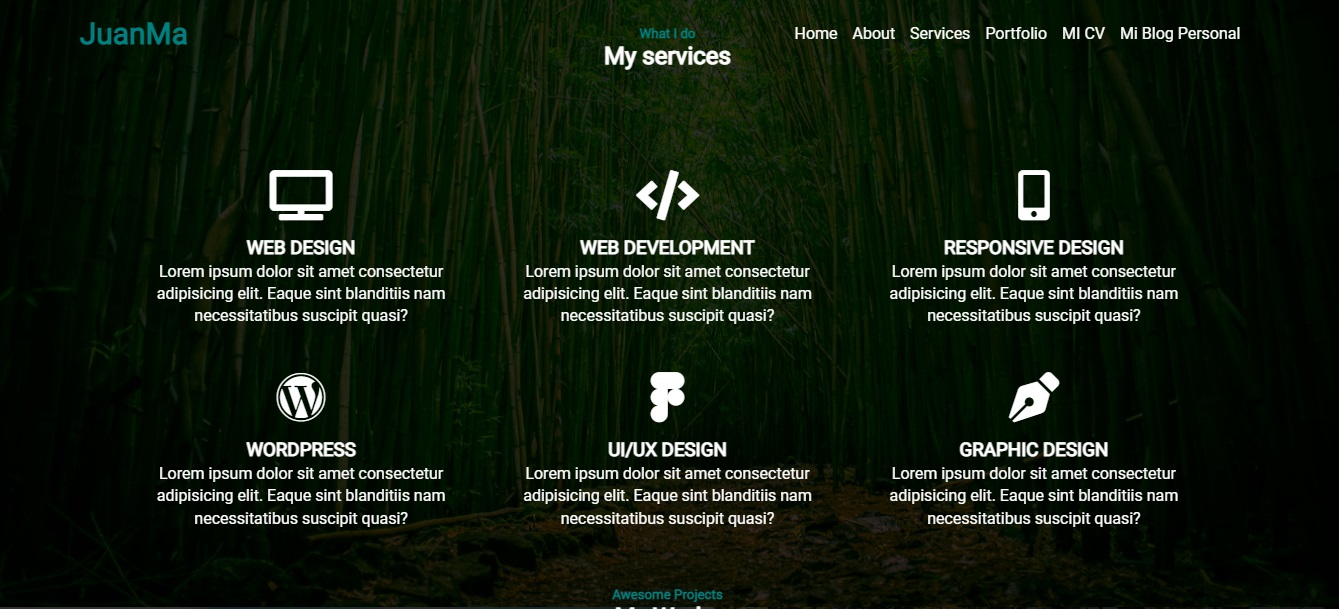 JuanMa
What I do
Home About Services Portfolio MI CV Mi Blog Personal
My services
WEB DESIGN
Lorem ipsum dolor sit amet consectetur
adipisicing elit. Eaque sint blanditiis nam
necessitatibus suscipit quasi?
WEB DEVELOPMENT
Lorem ipsum dolor sit amet consectetur
adipisicing elit. Eaque sint blanditiis nam
necessitatibus suscipit quasi?
RESPONSIVE DESIGN
Lorem ipsum dolor sit amet consectetur
adipisicing elit. Eaque sint blanditiis nam
necessitatibus suscipit quasi?
WORDPRESS
Lorem ipsum dolor sit amet consectetur
adipisicing elit. Eaque sint blanditiis nam
necessitatibus suscipit quasi?
UI/UX DESIGN
Lorem ipsum dolor sit amet consectetur
adipisicing elit. Eaque sint blanditiis nam
necessitatibus suscipit quasi?
GRAPHIC DESIGN
Lorem ipsum dolor sit amet consectetur
adipisicing elit. Eaque sint blanditiis nam
necessitatibus suscipit quasi?
Awesome Projects